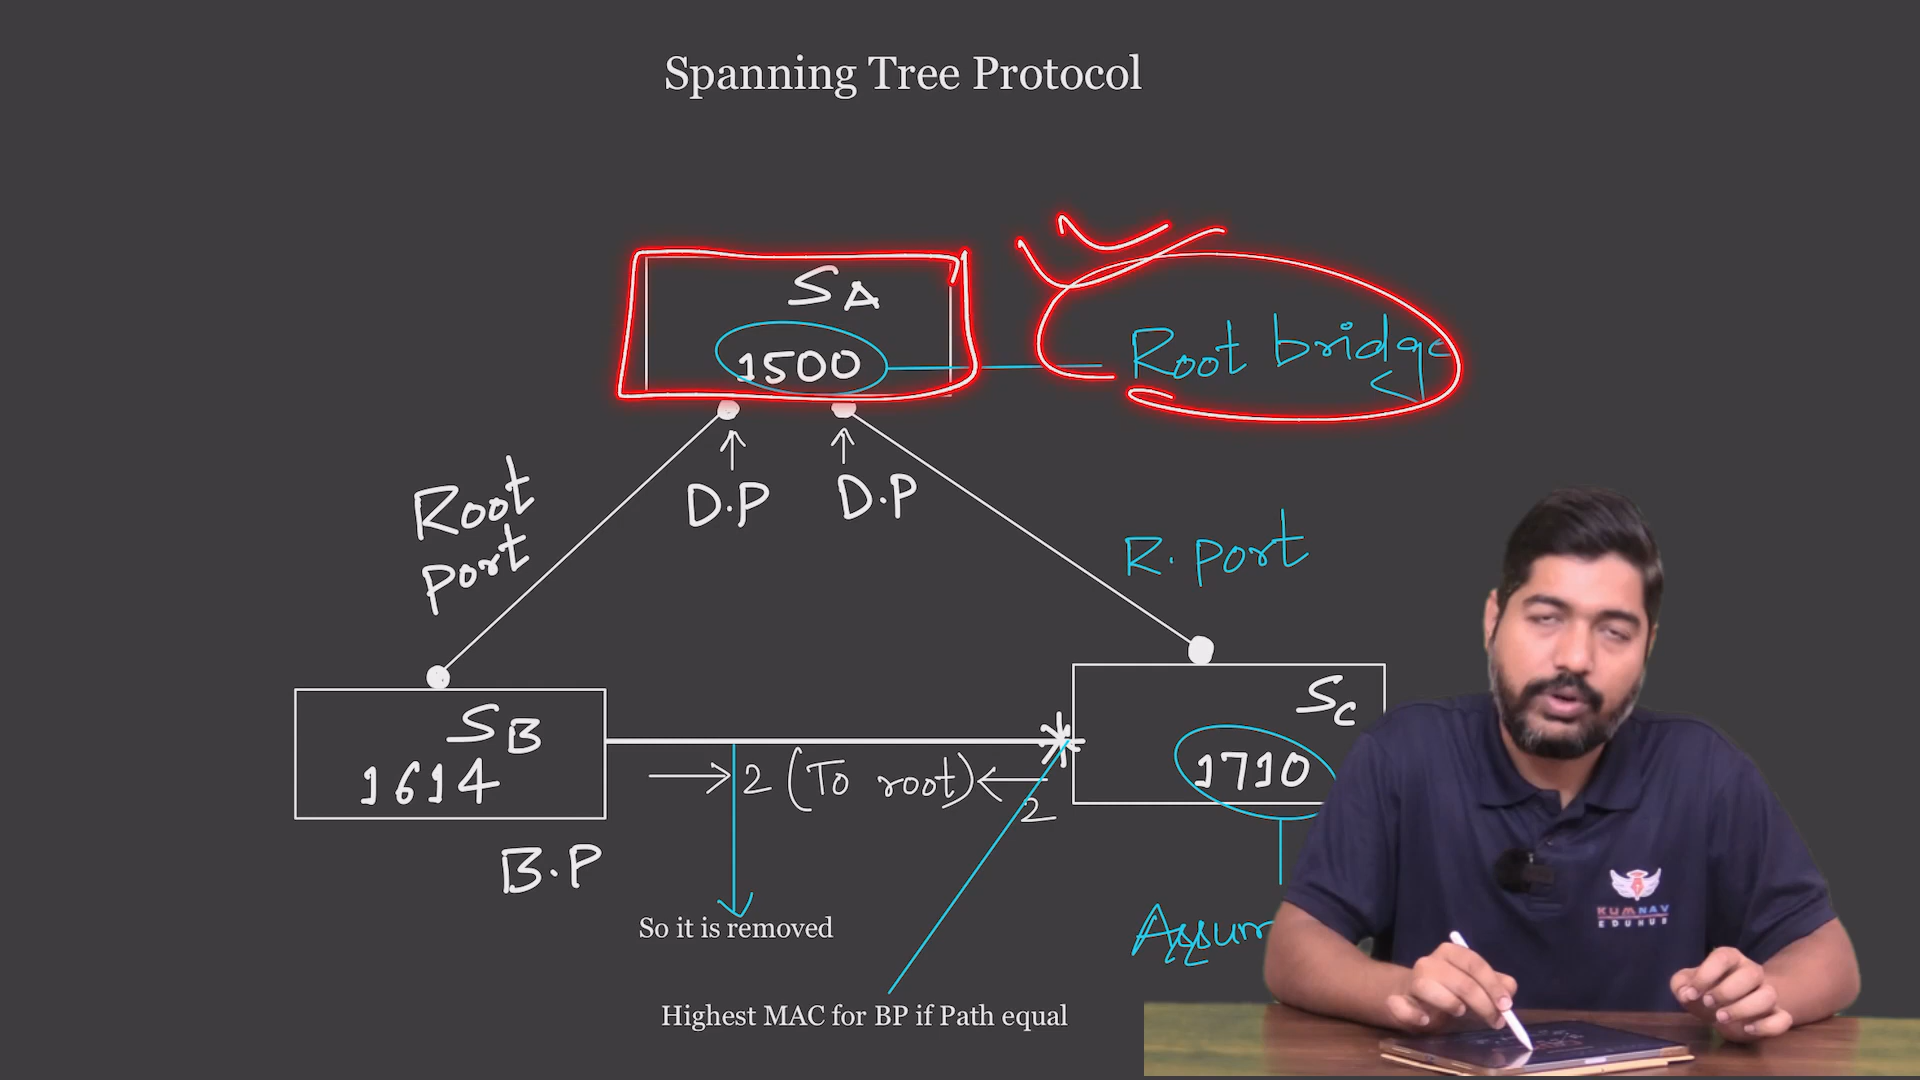 Spanning Tree Protocol
SA
1500
Root bridge
D.P
D.P
Root
port
R. port
SB
1614
2 (To root)
2
SC
1710
B.P
So it is removed
Highest MAC for BP if Path equal
KUMNAV
EDUHUB